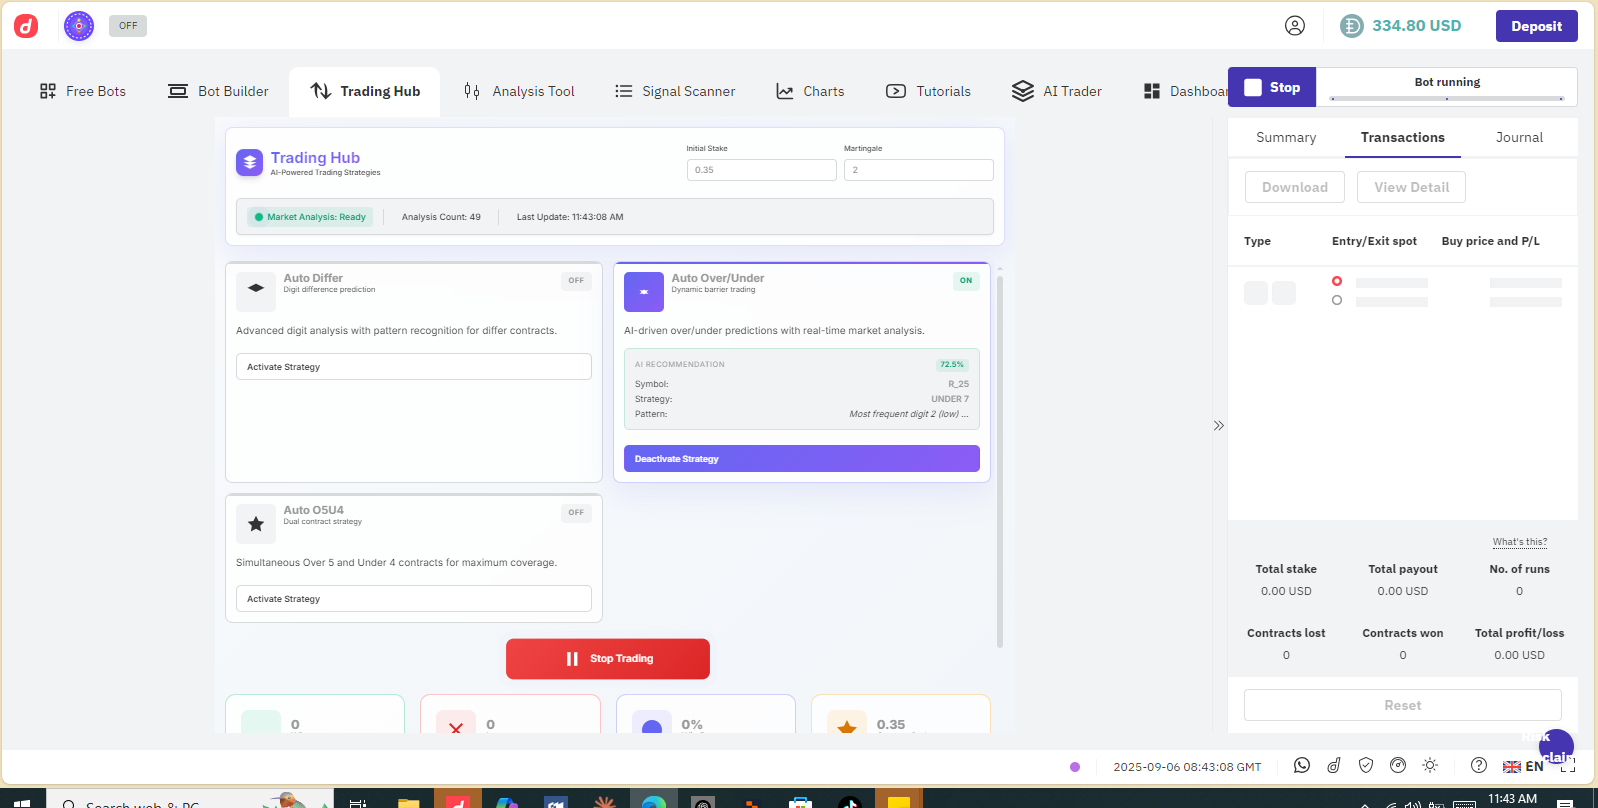 OFF
334.80 USD
Deposit
Free Bots
Bot Builder
Trading Hub
Analysis Tool
Signal Scanner
Charts
Tutorials
AI Trader
Dashboar
Stop
Bot running
Trading Hub
AI-Powered Trading Strategies
Initial Stake
0.35
Martingale
2
Market Analysis: Ready
Analysis Count: 49
Last Update: 11:43:08 AM
Auto Differ
Digit difference prediction
OFF
Advanced digit analysis with pattern recognition for differ contracts.
Activate Strategy
Auto Over/Under
Dynamic barrier trading
ON
AI-driven over/under predictions with real-time market analysis.
AI RECOMMENDATION
72.5%
Symbol:
R_25
Strategy:
UNDER 7
Pattern:
Most frequent digit 2 (low) ...
Deactivate Strategy
Auto O5U4
Dual contract strategy
OFF
Simultaneous Over 5 and Under 4 contracts for maximum coverage.
Activate Strategy
Stop Trading
0
0
0%
0.35
Summary
Transactions
Journal
Download
View Detail
Type
Entry/Exit spot
Buy price and P/L
What's this?
Total stake
Total payout
No. of runs
0.00 USD
0.00 USD
0
Contracts lost
Contracts won
Total profit/loss
0
0
0.00 USD
Reset
2025-09-06 08:43:08 GMT
EN
Search web & PC
11:43 AM